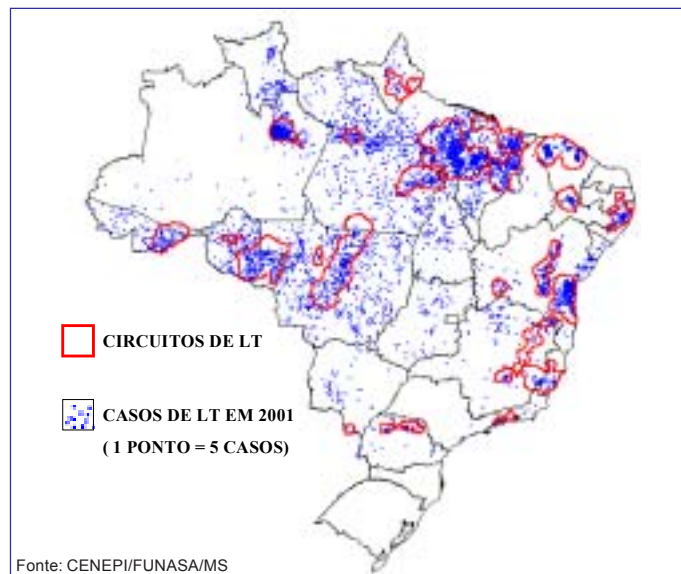 CIRCUITOS DE LT
CASOS DE LT EM 2001
( 1 PONTO = 5 CASOS)
Fonte: CENEPI/FUNASA/MS